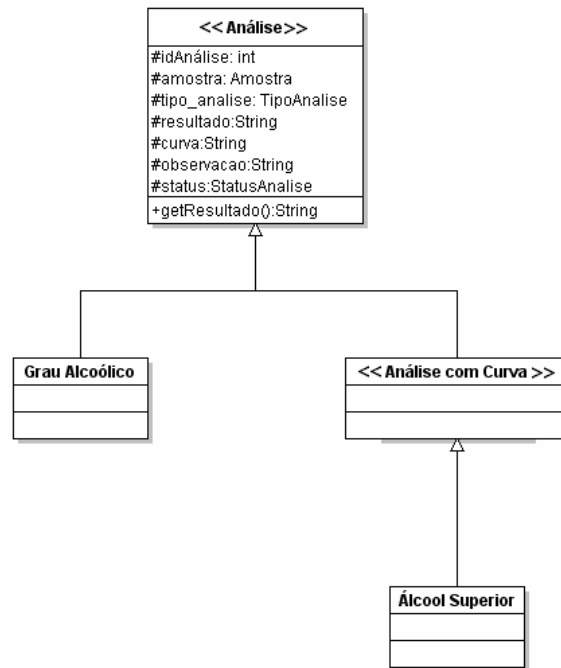 << Análise>>
#idAnálise: int
#amostra: Amostra
#tipo_analise: TipoAnalise
#resultado:String
#curva:String
#observacao:String
#status:StatusAnalise
+getResultado():String
Grau Alcoólico
<< Análise com Curva >>
Álcool Superior